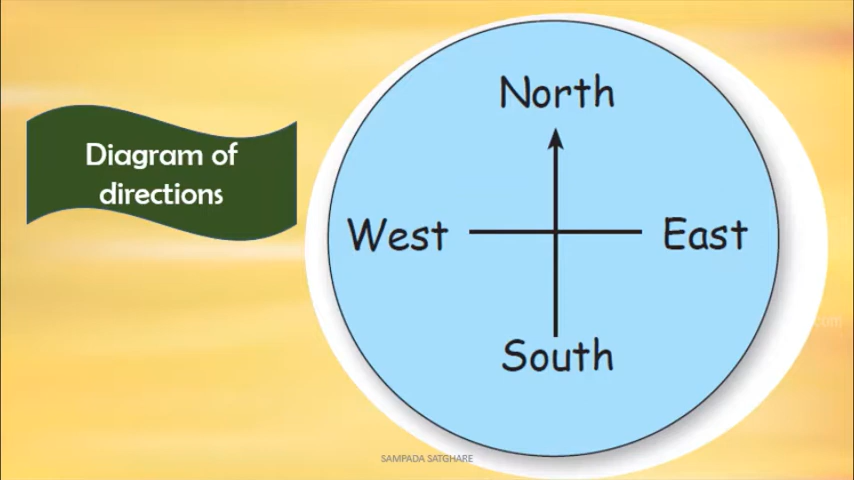 Diagram of
directions
North
West
East
South
SAMPADA SATGHARE